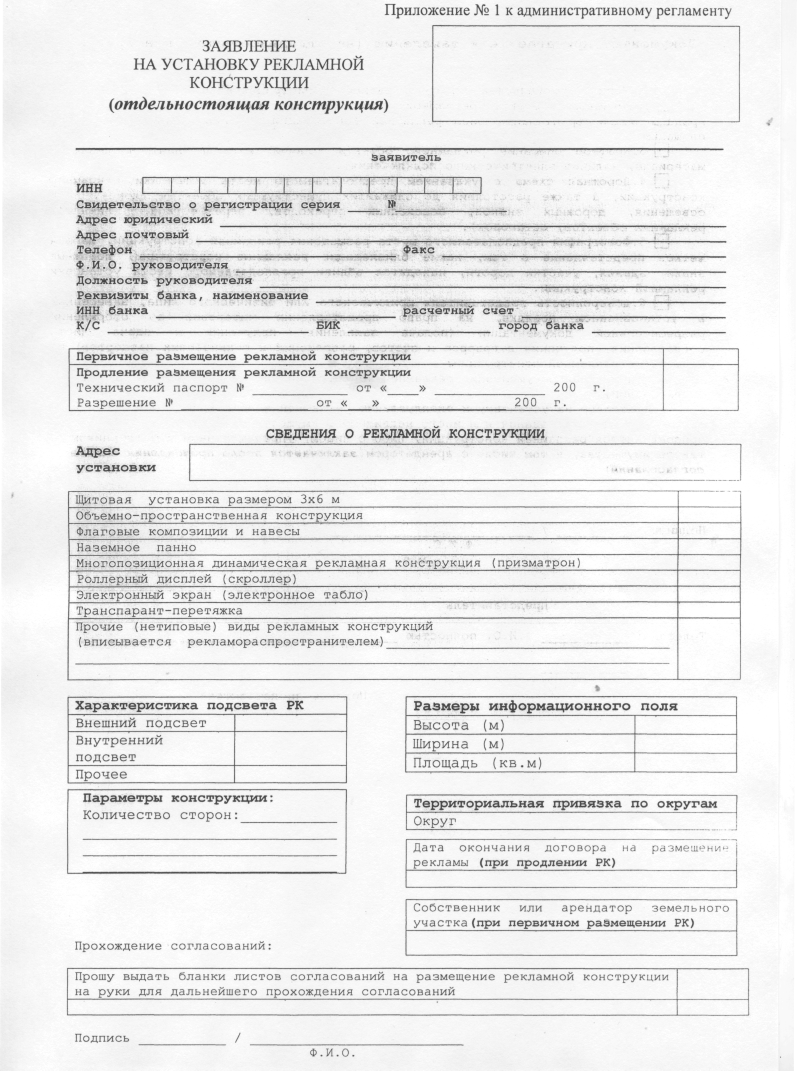 Приложение № 1 к административному регламенту
ЗАЯВЛЕНИЕ
НА УСТАНОВКУ РЕКЛАМНОЙ
КОНСТРУКЦИИ
(отдельностоящая конструкция)
заявитель
ИНН
Свидетельство о регистрации серия № 
Адрес юридический
Адрес почтовый
Телефон Факс
Ф.И.О. руководителя
Должность руководителя
Реквизиты банка, наименование
ИНН банка расчетный счет
К/С БИК город банка
Первичное размещение рекламной конструкции
Продление размещения рекламной конструкции
Технический паспорт № ___ от «___» ___ 200 г.
Разрешение № ___ от «___» ___ 200 г.
СВЕДЕНИЯ О РЕКЛАМНОЙ КОНСТРУКЦИИ
Адрес
установки
Щитовая установка размером 3х6 м
Объемно-пространственная конструкция
Флаговые композиции и навесы
Наземное панно
Многопозиционная динамическая рекламная конструкция (призматрон)
Роллерный дисплей (скроллер)
Электронный экран (электронное табло)
Транспарант-перетяжка
Прочие (нетиповые) виды рекламных конструкций
(вписывается рекламораспространителем)
Характеристика подсвета РК
Внешний подсвет
Внутренний
подсвет
Прочее
Размеры информационного поля
Высота (м)
Ширина (м)
Площадь (кв.м)
Параметры конструкции:
Количество сторон:
Территориальная привязка по округам
Округ
Дата окончания договора на размещение
рекламы (при продлении РК)
Собственник или арендатор земельного
участка (при первичном размещении РК)
Прохождение согласований:
Прошу выдать бланки листов согласований на размещение рекламной конструкции
на руки для дальнейшего прохождения согласований
Подпись ___ / ___
Ф.И.О.